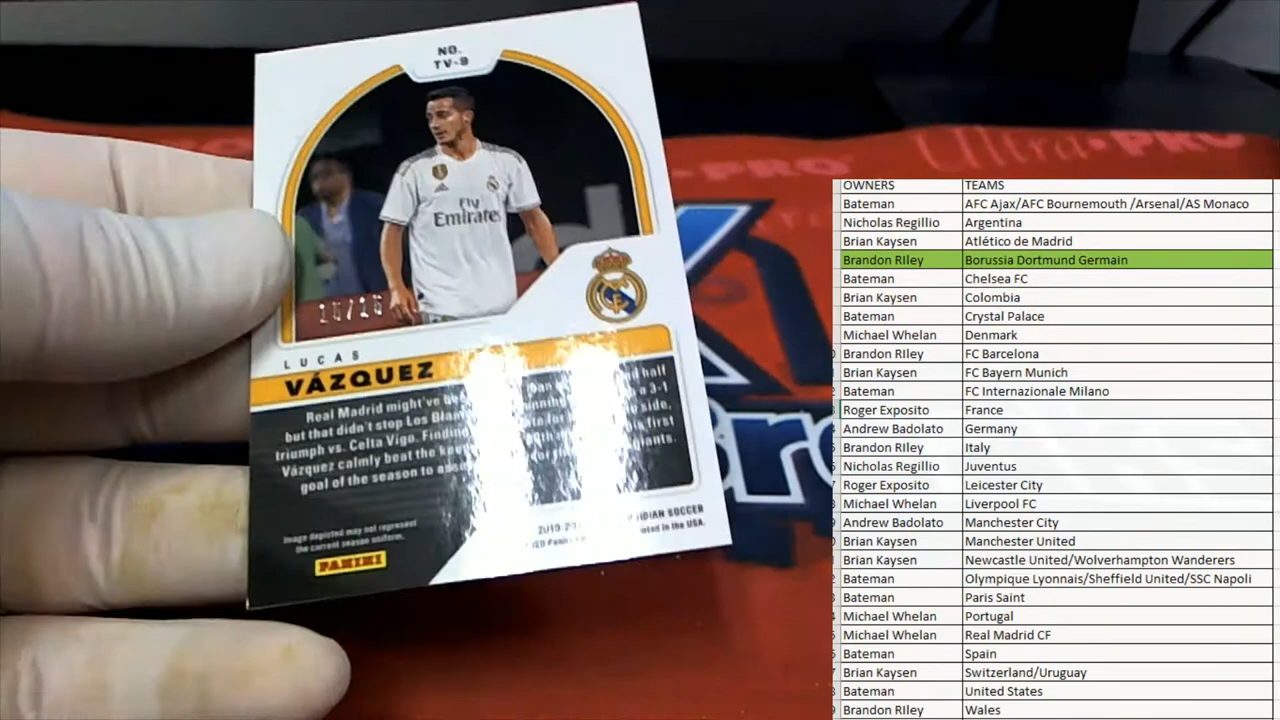 NO.
TV-9
Fly
Emirates
LUCAS
VÁZQUEZ
Real Madrid might've half
but that didn't stop Los a 3-1
triumph vs. Celta Vigo. side,
Vázquez calmly beat the first
goal of the season to
Image depicted may not represent
the current season uniform.
PANINI
SOCCER
in the USA.
Ultra PRO
OWNERS TEAMS
Bateman AFC Ajax/AFC Bournemouth /Arsenal/AS Monaco
Nicholas Regillio Argentina
Brian Kaysen Atlético de Madrid
Brandon RIley Borussia Dortmund Germain
Bateman Chelsea FC
Brian Kaysen Colombia
Bateman Crystal Palace
Michael Whelan Denmark
Brandon RIley FC Barcelona
Brian Kaysen FC Bayern Munich
Bateman FC Internazionale Milano
Roger Exposito France
Andrew Badolato Germany
Brandon RIley Italy
Nicholas Regillio Juventus
Roger Exposito Leicester City
Michael Whelan Liverpool FC
Andrew Badolato Manchester City
Brian Kaysen Manchester United
Brian Kaysen Newcastle United/Wolverhampton Wanderers
Bateman Olympique Lyonnais/Sheffield United/SSC Napoli
Bateman Paris Saint
Michael Whelan Portugal
Michael Whelan Real Madrid CF
Bateman Spain
Brian Kaysen Switzerland/Uruguay
Bateman United States
Brandon RIley Wales